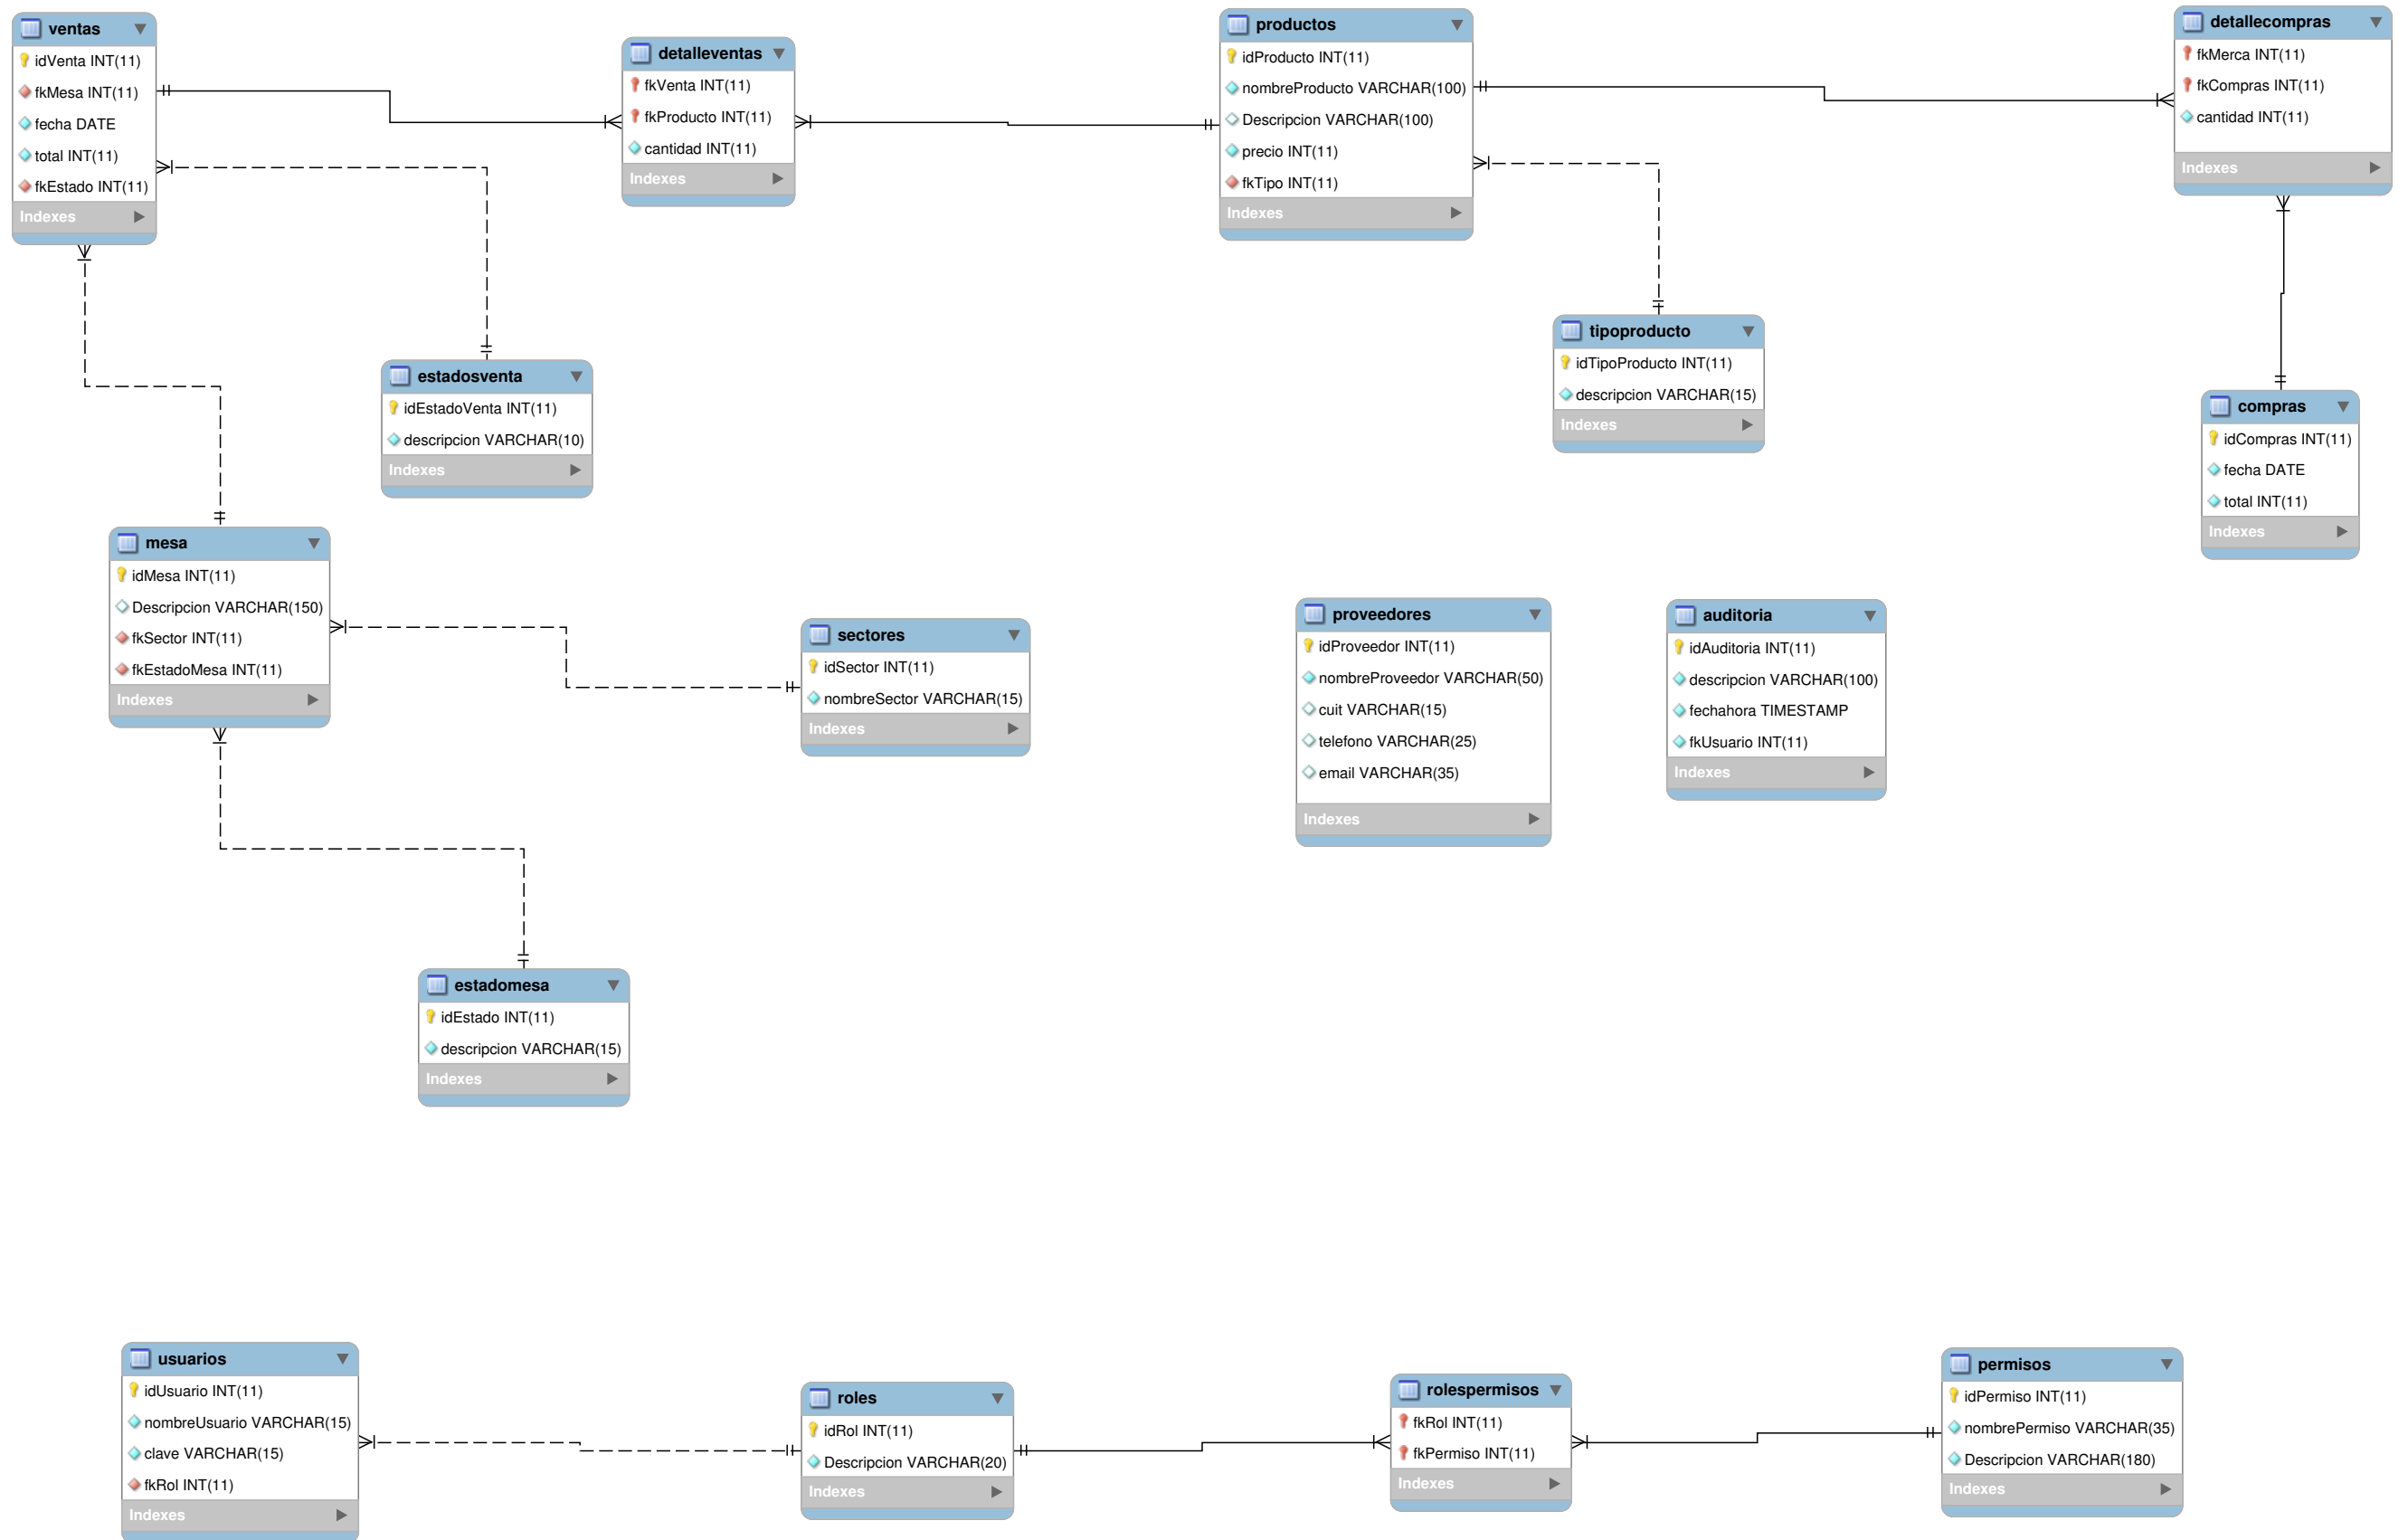 ventas
idVenta INT(11)
fkMesa INT(11)
fecha DATE
total INT(11)
fkEstado INT(11)
Indexes
detalleventas
fkVenta INT(11)
fkProducto INT(11)
cantidad INT(11)
Indexes
productos
idProducto INT(11)
nombreProducto VARCHAR(100)
Descripcion VARCHAR(100)
precio INT(11)
fkTipo INT(11)
Indexes
detallecompras
fkMerca INT(11)
fkCompras INT(11)
cantidad INT(11)
Indexes
estadosventa
idEstadoVenta INT(11)
descripcion VARCHAR(10)
Indexes
tipoproducto
idTipoProducto INT(11)
descripcion VARCHAR(15)
Indexes
compras
idCompras INT(11)
fecha DATE
total INT(11)
Indexes
mesa
idMesa INT(11)
Descripcion VARCHAR(150)
fkSector INT(11)
fkEstadoMesa INT(11)
Indexes
sectores
idSector INT(11)
nombreSector VARCHAR(15)
Indexes
proveedores
idProveedor INT(11)
nombreProveedor VARCHAR(50)
cuit VARCHAR(15)
telefono VARCHAR(25)
email VARCHAR(35)
Indexes
auditoria
idAuditoria INT(11)
descripcion VARCHAR(100)
fechahora TIMESTAMP
fkUsuario INT(11)
Indexes
estadomesa
idEstado INT(11)
descripcion VARCHAR(15)
Indexes
usuarios
idUsuario INT(11)
nombreUsuario VARCHAR(15)
clave VARCHAR(15)
fkRol INT(11)
Indexes
roles
idRol INT(11)
Descripcion VARCHAR(20)
Indexes
rolespermisos
fkRol INT(11)
fkPermiso INT(11)
Indexes
permisos
idPermiso INT(11)
nombrePermiso VARCHAR(35)
Descripcion VARCHAR(180)
Indexes